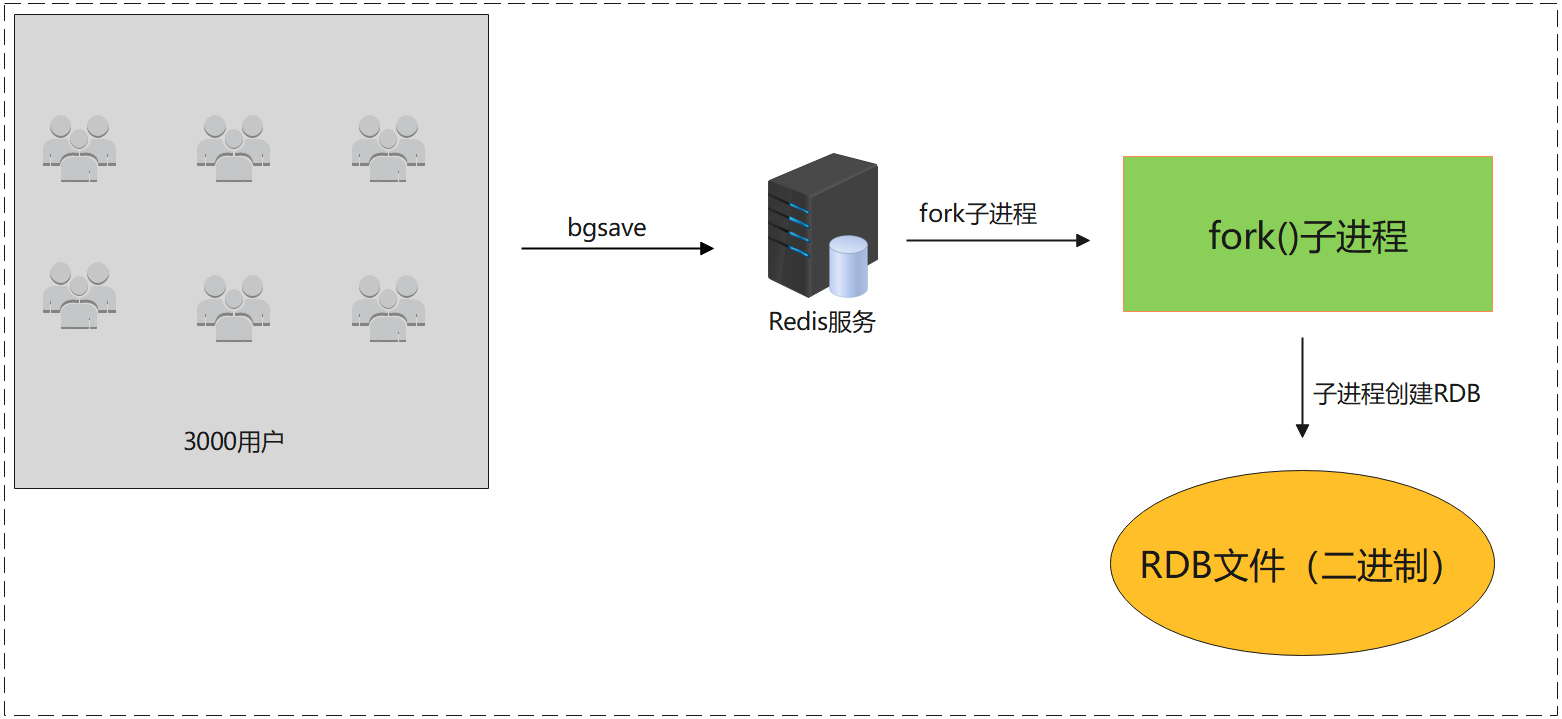 3000用户
bgsave
Redis服务
fork子进程
fork()子进程
子进程创建RDB
RDB文件（二进制）